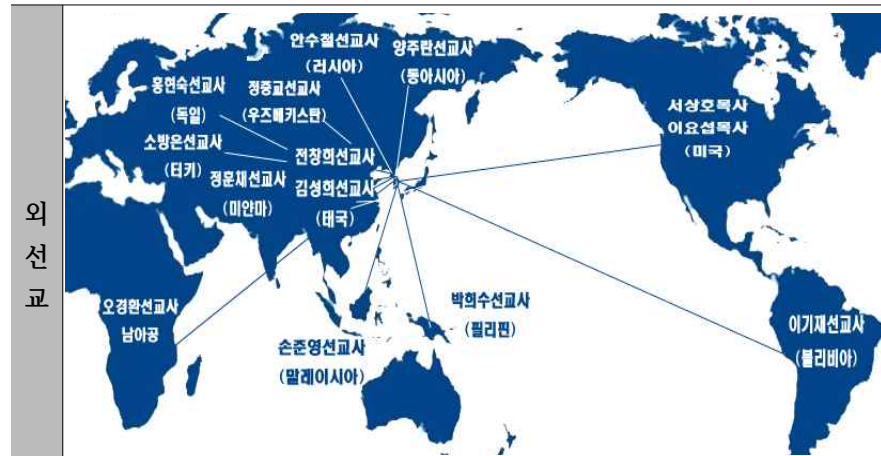 외
선
교
안수절선교사
(러시아)
양주란선교사
(동아시아)
홍현숙선교사
(독일)
정중교선교사
(우즈베키스탄)
서상호목사
이요섭목사
(미국)
소방온선교사
(터키)
전창희선교사
정훈채선교사
(미얀마)
김성희선교사
(태국)
오경환선교사
남아공
박희수선교사
(필리핀)
손준영선교사
(말레이시아)
이기재선교사
(볼리비아)